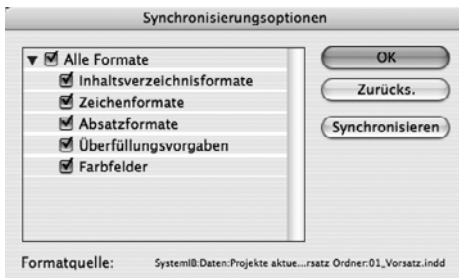 Synchronisierungsoptionen
Alle Formate
Inhaltsverzeichnisformate
Zeichenformate
Absatzformate
Überfüllungsvorgaben
Farbfelder
OK
Zurücks.
Synchronisieren
Formatquelle: SystemIB:Daten:Projekte aktue...rsatz Ordner:01_Vorsatz.indd